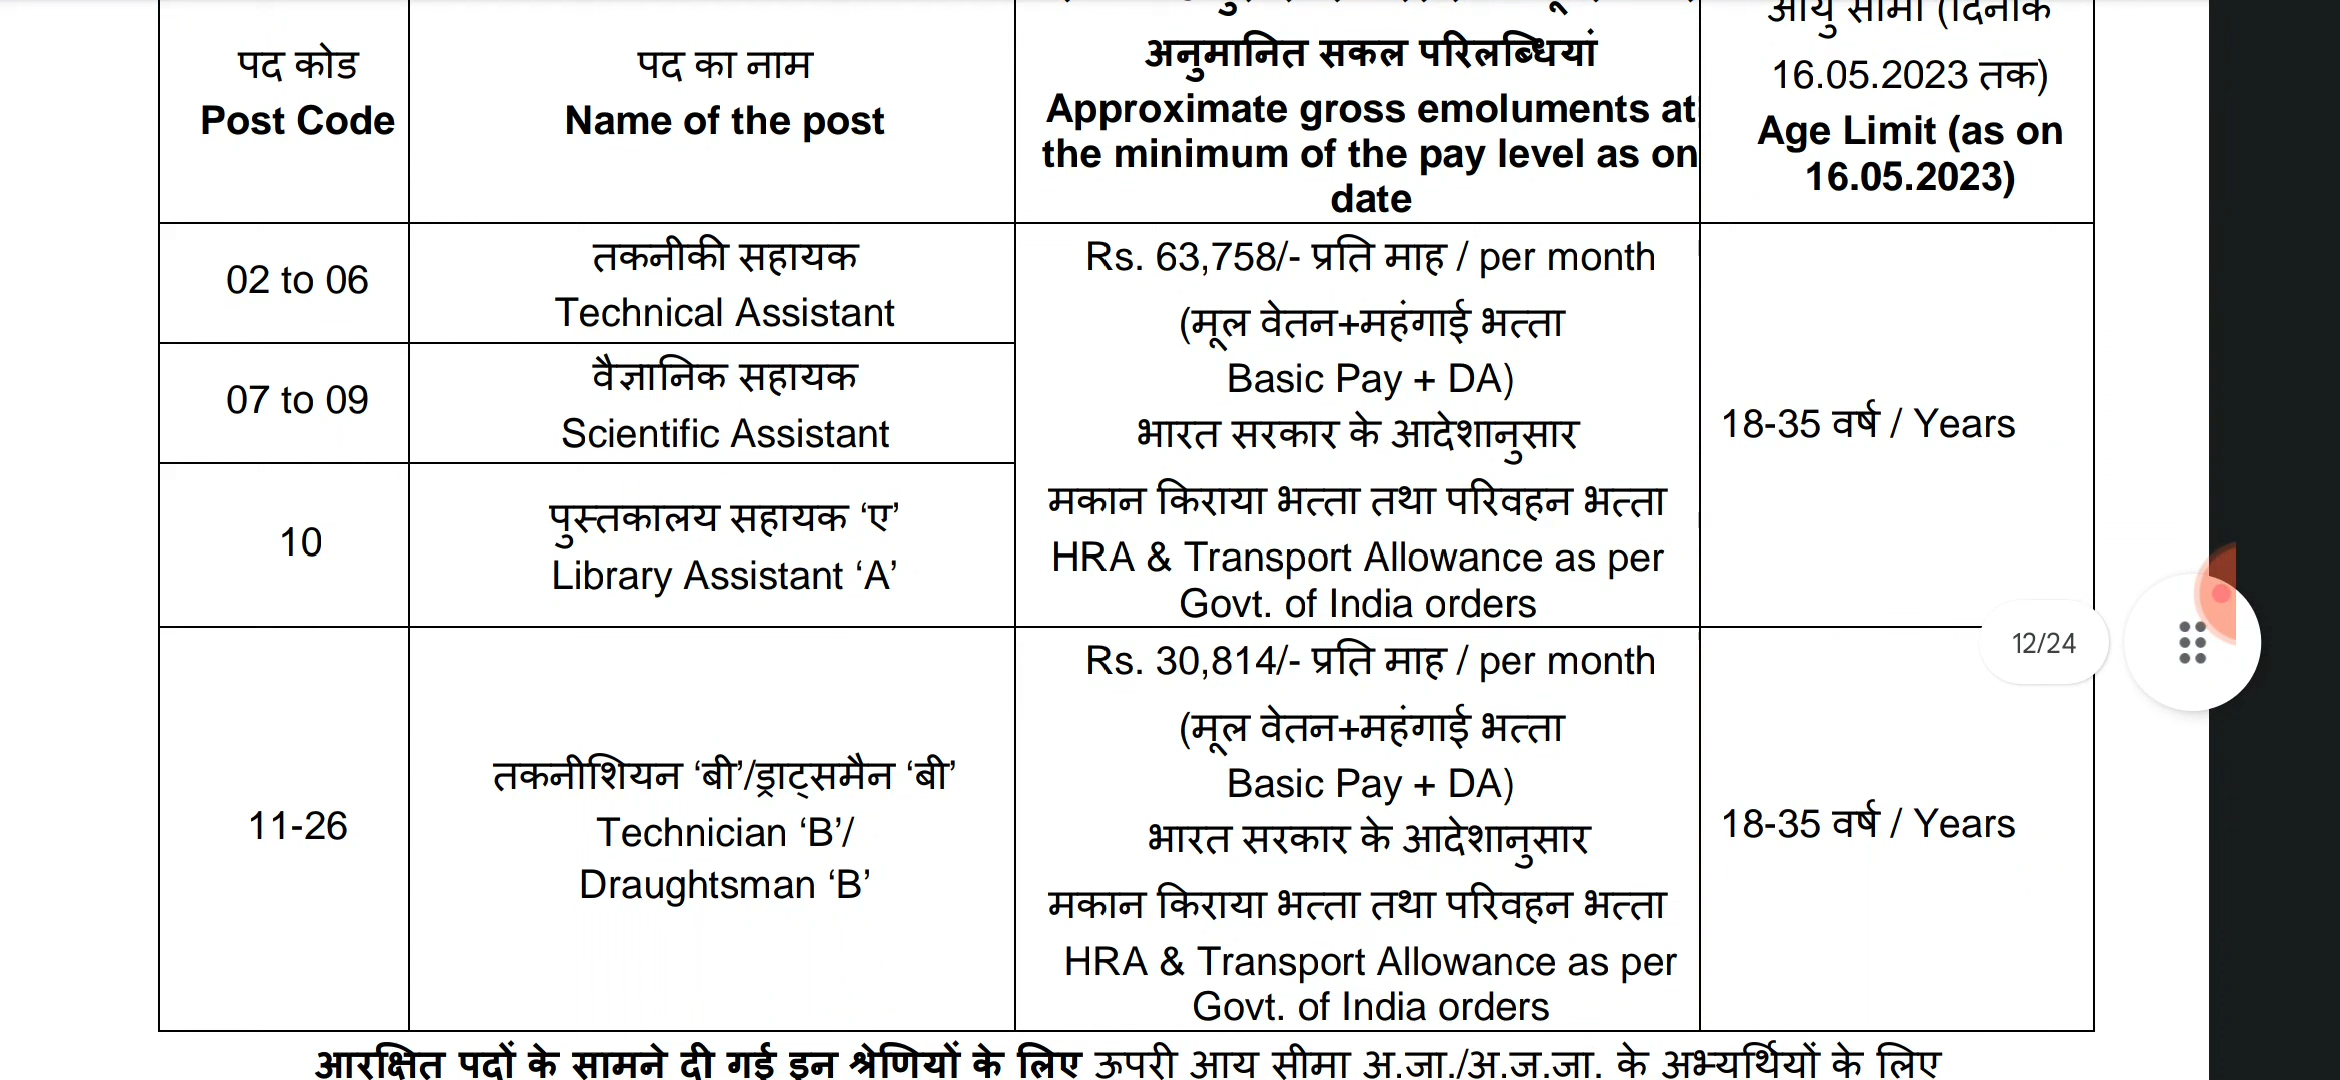 पद कोड
Post Code
पद का नाम
Name of the post
अनुमानित सकल परिलब्धियां
Approximate gross emoluments at
the minimum of the pay level as on
date
आयु सीमा (दिनांक
16.05.2023 तक)
Age Limit (as on
16.05.2023)
02 to 06
तकनीकी सहायक
Technical Assistant
07 to 09
वैज्ञानिक सहायक
Scientific Assistant
10
पुस्तकालय सहायक ‘ए’
Library Assistant ‘A’
Rs. 63,758/- प्रति माह / per month
(मूल वेतन+महंगाई भत्ता
Basic Pay + DA)
भारत सरकार के आदेशानुसार
मकान किराया भत्ता तथा परिवहन भत्ता
HRA & Transport Allowance as per
Govt. of India orders
18-35 वर्ष / Years
11-26
तकनीशियन ‘बी’/ड्राट्समैन ‘बी’
Technician ‘B’/
Draughtsman ‘B’
Rs. 30,814/- प्रति माह / per month
(मूल वेतन+महंगाई भत्ता
Basic Pay + DA)
भारत सरकार के आदेशानुसार
मकान किराया भत्ता तथा परिवहन भत्ता
HRA & Transport Allowance as per
Govt. of India orders
18-35 वर्ष / Years
12/24
आरक्षित पदों के सामने दी गई इन श्रेणियों के लिए ऊपरी आय सीमा अ.जा./अ.ज.जा. के अभ्यर्थियों के लिए